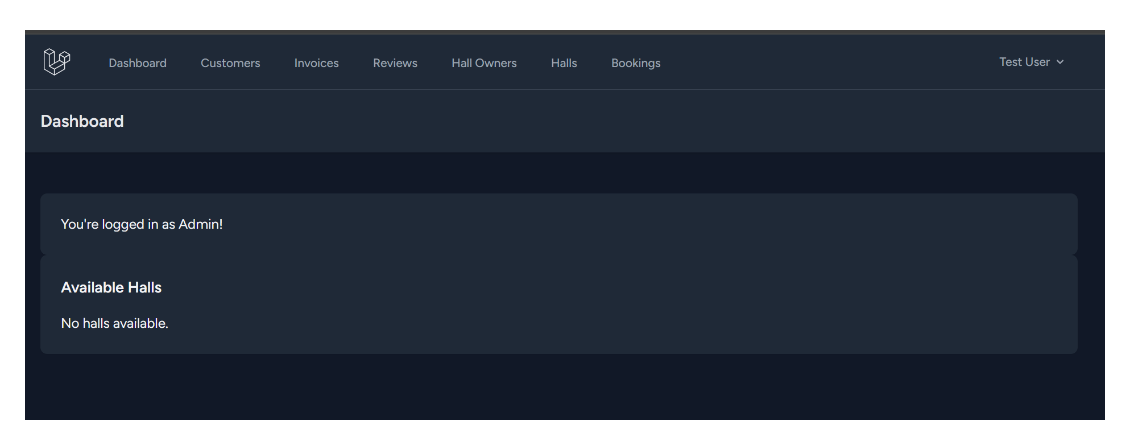 Dashboard Customers Invoices Reviews Hall Owners Halls Bookings Test User
Dashboard
You're logged in as Admin!
Available Halls
No halls available.